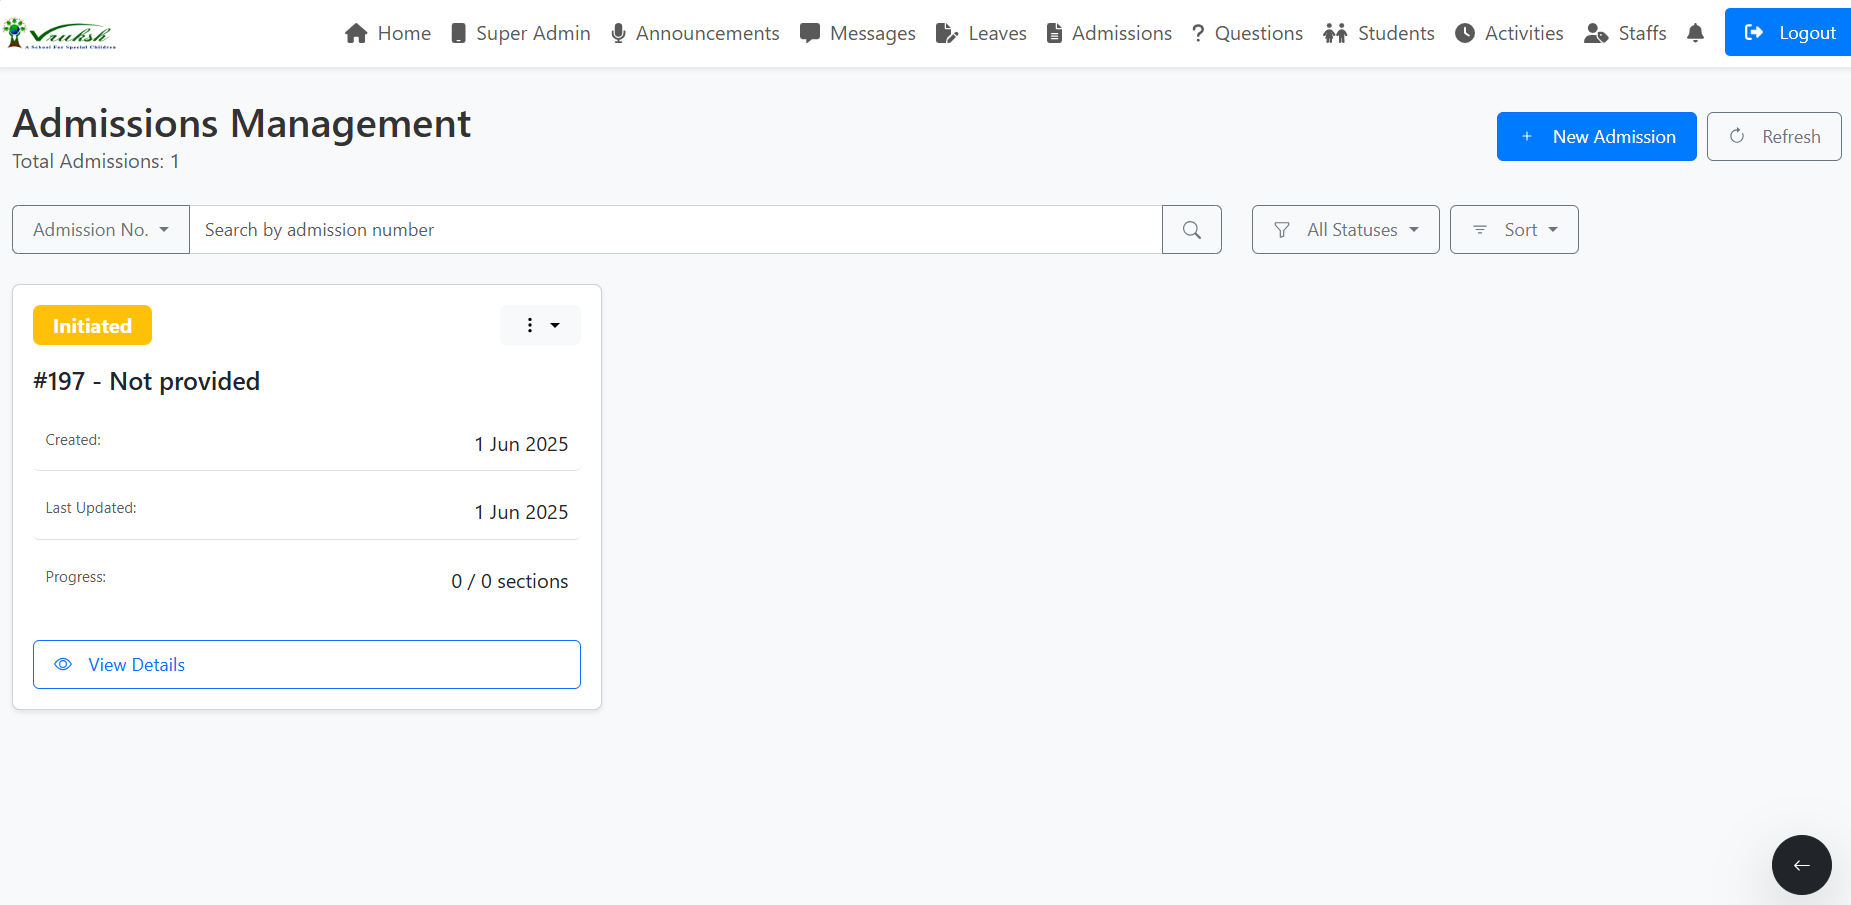 Vruksh
A School For Special Children
Home Super Admin Announcements Messages Leaves Admissions ? Questions Students Activities Staffs Logout
Admissions Management
Total Admissions: 1
+ New Admission Refresh
Admission No. Search by admission number All Statuses Sort
Initiated
#197 - Not provided
Created: 1 Jun 2025
Last Updated: 1 Jun 2025
Progress: 0 / 0 sections
View Details